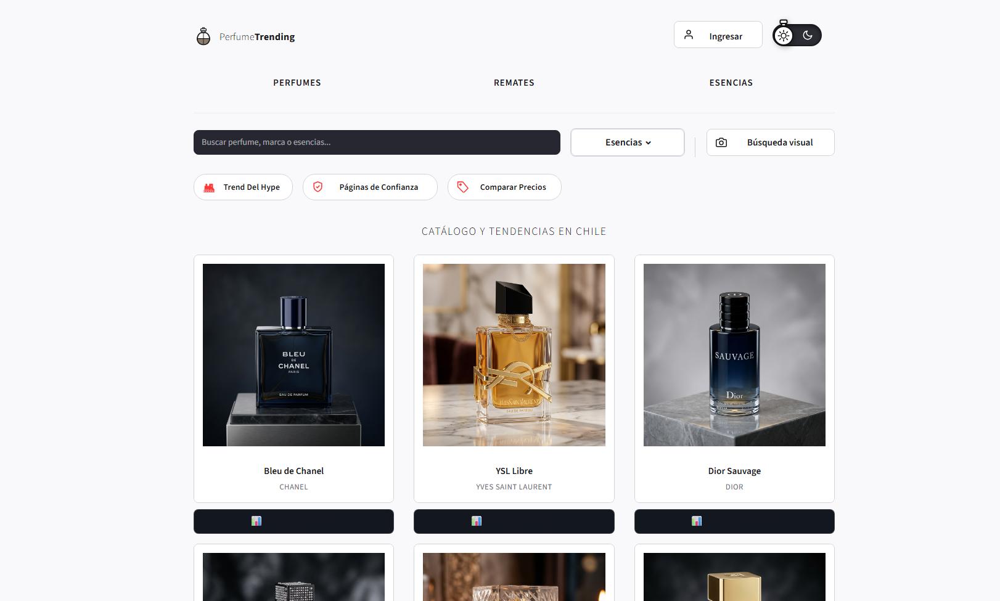 PerfumeTrending
Ingresar
PERFUMES
REMATES
ESENCIAS
Buscar perfume, marca o esencias...
Esencias
Búsqueda visual
Trend Del Hype
Páginas de Confianza
Comparar Precios
CATÁLOGO Y TENDENCIAS EN CHILE
BLEU
DE
CHANEL
PARIS
EAU DE PARFUM
YVESSAINTLAURENT
EAU DE PARFUM
SAUVAGE
Dior
Bleu de Chanel
CHANEL
YSL Libre
YVES SAINT LAURENT
Dior Sauvage
DIOR